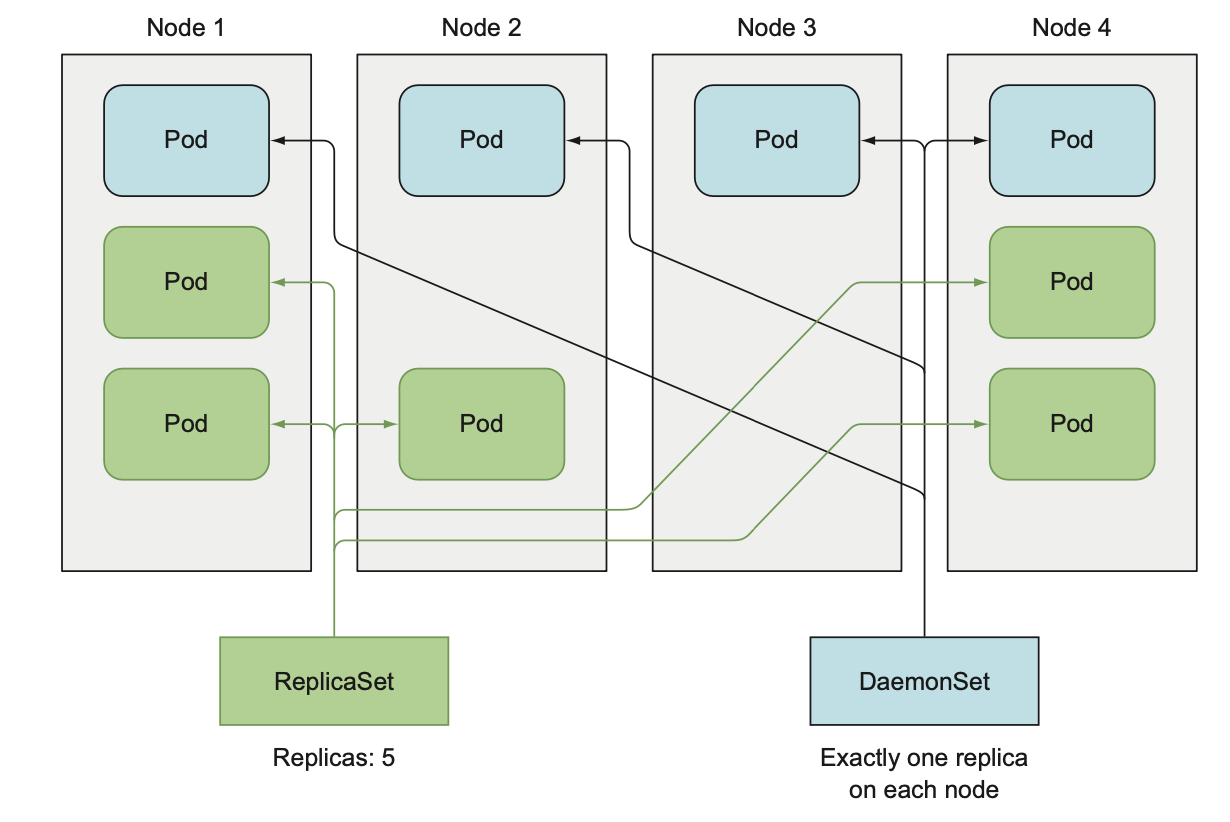 Node 1
Node 2
Node 3
Node 4
Pod
Pod
Pod
Pod
Pod
Pod
Pod
Pod
Pod
ReplicaSet
DaemonSet
Replicas: 5
Exactly one replica
on each node